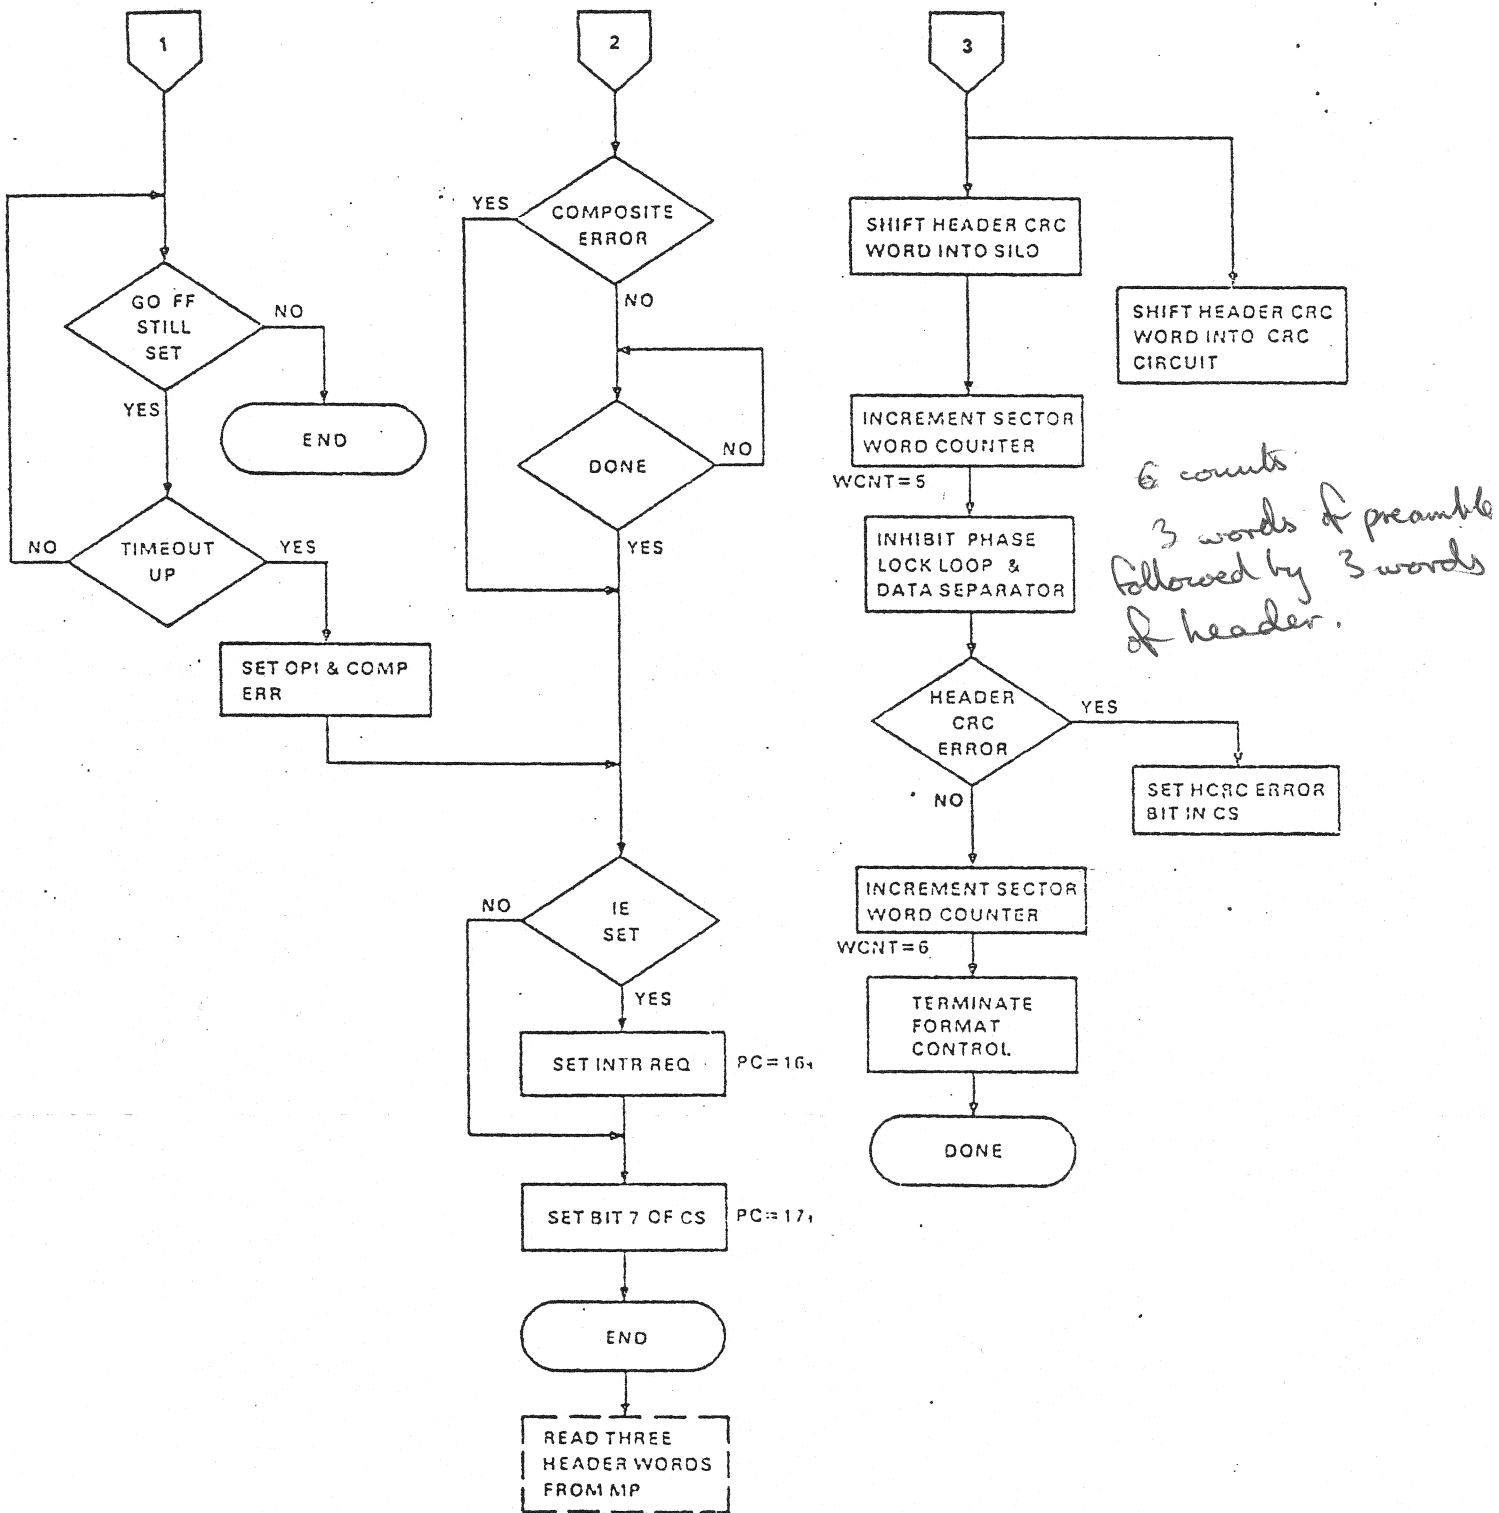 1
GO FF
STILL
SET
NO
YES
END
TIMEOUT
UP
NO
YES
SET OPI & COMP
ERR
2
COMPOSITE
ERROR
YES
NO
DONE
NO
YES
IE
SET
NO
YES
SET INTR REQ
PC=16₁
SET BIT 7 OF CS
PC=17₁
END
READ THREE
HEADER WORDS
FROM MP
3
SHIFT HEADER CRC
WORD INTO SILO
SHIFT HEADER CRC
WORD INTO CRC
CIRCUIT
INCREMENT SECTOR
WORD COUNTER
WCNT=5
INHIBIT PHASE
LOCK LOOP &
DATA SEPARATOR
6 counts
3 words of preamble
followed by 3 words
of header.
HEADER
CRC
ERROR
YES
NO
SET HCRC ERROR
BIT IN CS
INCREMENT SECTOR
WORD COUNTER
WCNT=6
TERMINATE
FORMAT
CONTROL
DONE